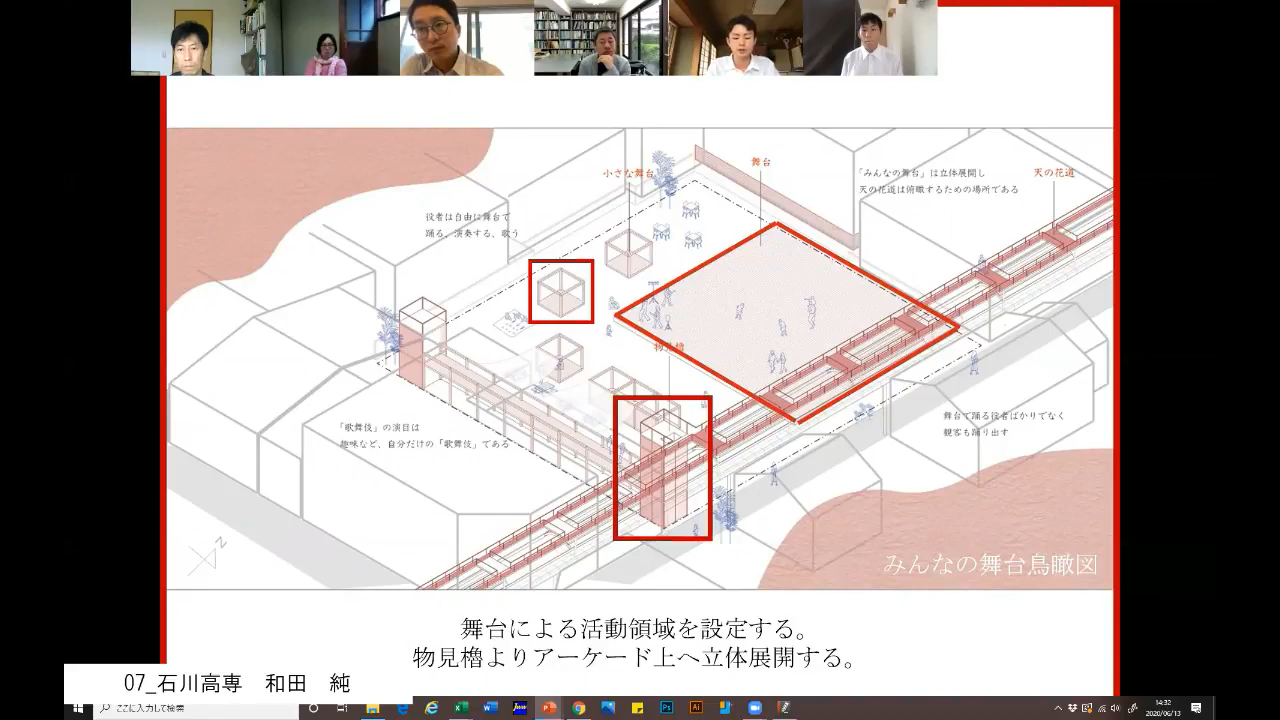 小さな舞台
舞台
「みんなの舞台」は立体展開し
天の花道は俯瞰するための場所である
天の花道
役者は自由に舞台で
踊る、演奏する、歌う
物見櫓
「歌舞伎」の演目は
趣味など、自分だけの「歌舞伎」である
舞台で踊る役者ばかりでなく
観客も踊り出す
みんなの舞台鳥瞰図
舞台による活動領域を設定する。
物見櫓よりアーケード上へ立体展開する。
07_石川高専 和田 純
ここに入力して検索
14:32
2020/06/13